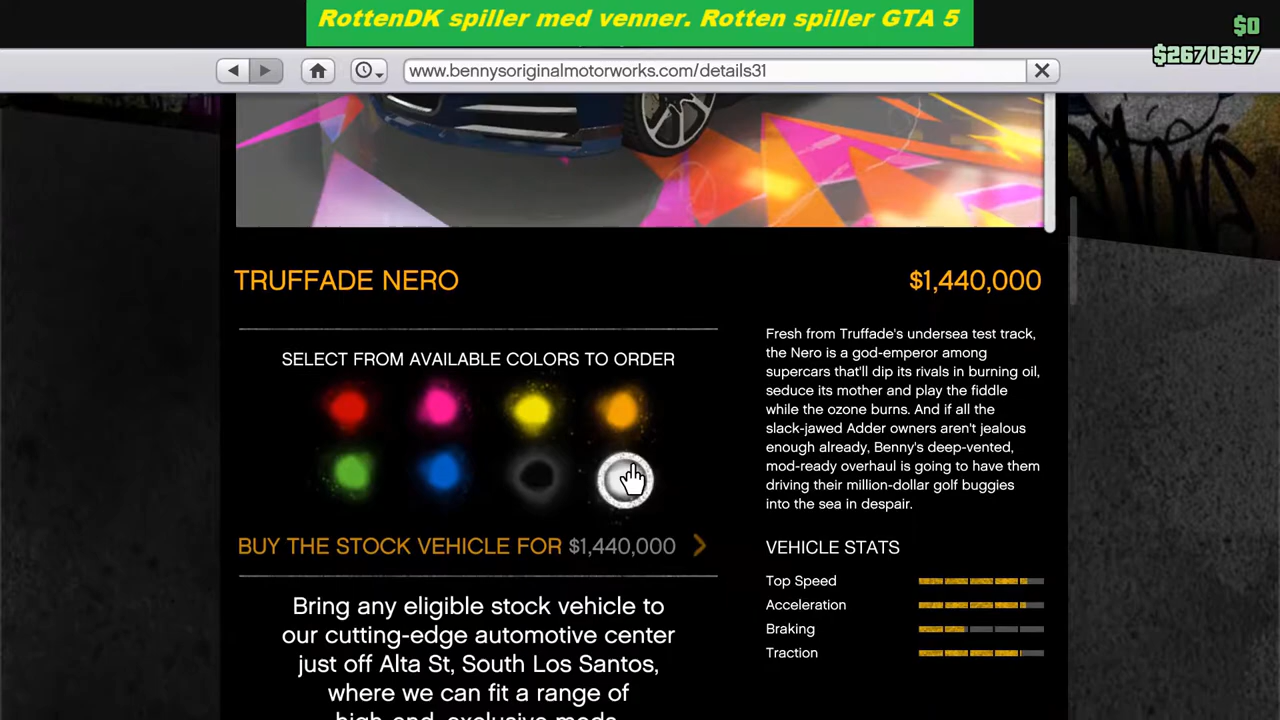 RottenDK spiller med venner. Rotten spiller GTA 5
$0
$2670397
www.bennysoriginalmotorworks.com/details31
TRUFFADE NERO
$1,440,000
SELECT FROM AVAILABLE COLORS TO ORDER
BUY THE STOCK VEHICLE FOR $1,440,000
Bring any eligible stock vehicle to
our cutting-edge automotive center
just off Alta St, South Los Santos,
where we can fit a range of
high-end, exclusive mods
Fresh from Truffade's undersea test track,
the Nero is a god-emperor among
supercars that'll dip its rivals in burning oil,
seduce its mother and play the fiddle
while the ozone burns. And if all the
slack-jawed Adder owners aren't jealous
enough already, Benny's deep-vented,
mod-ready overhaul is going to have them
driving their million-dollar golf buggies
into the sea in despair.
VEHICLE STATS
Top Speed
Acceleration
Braking
Traction